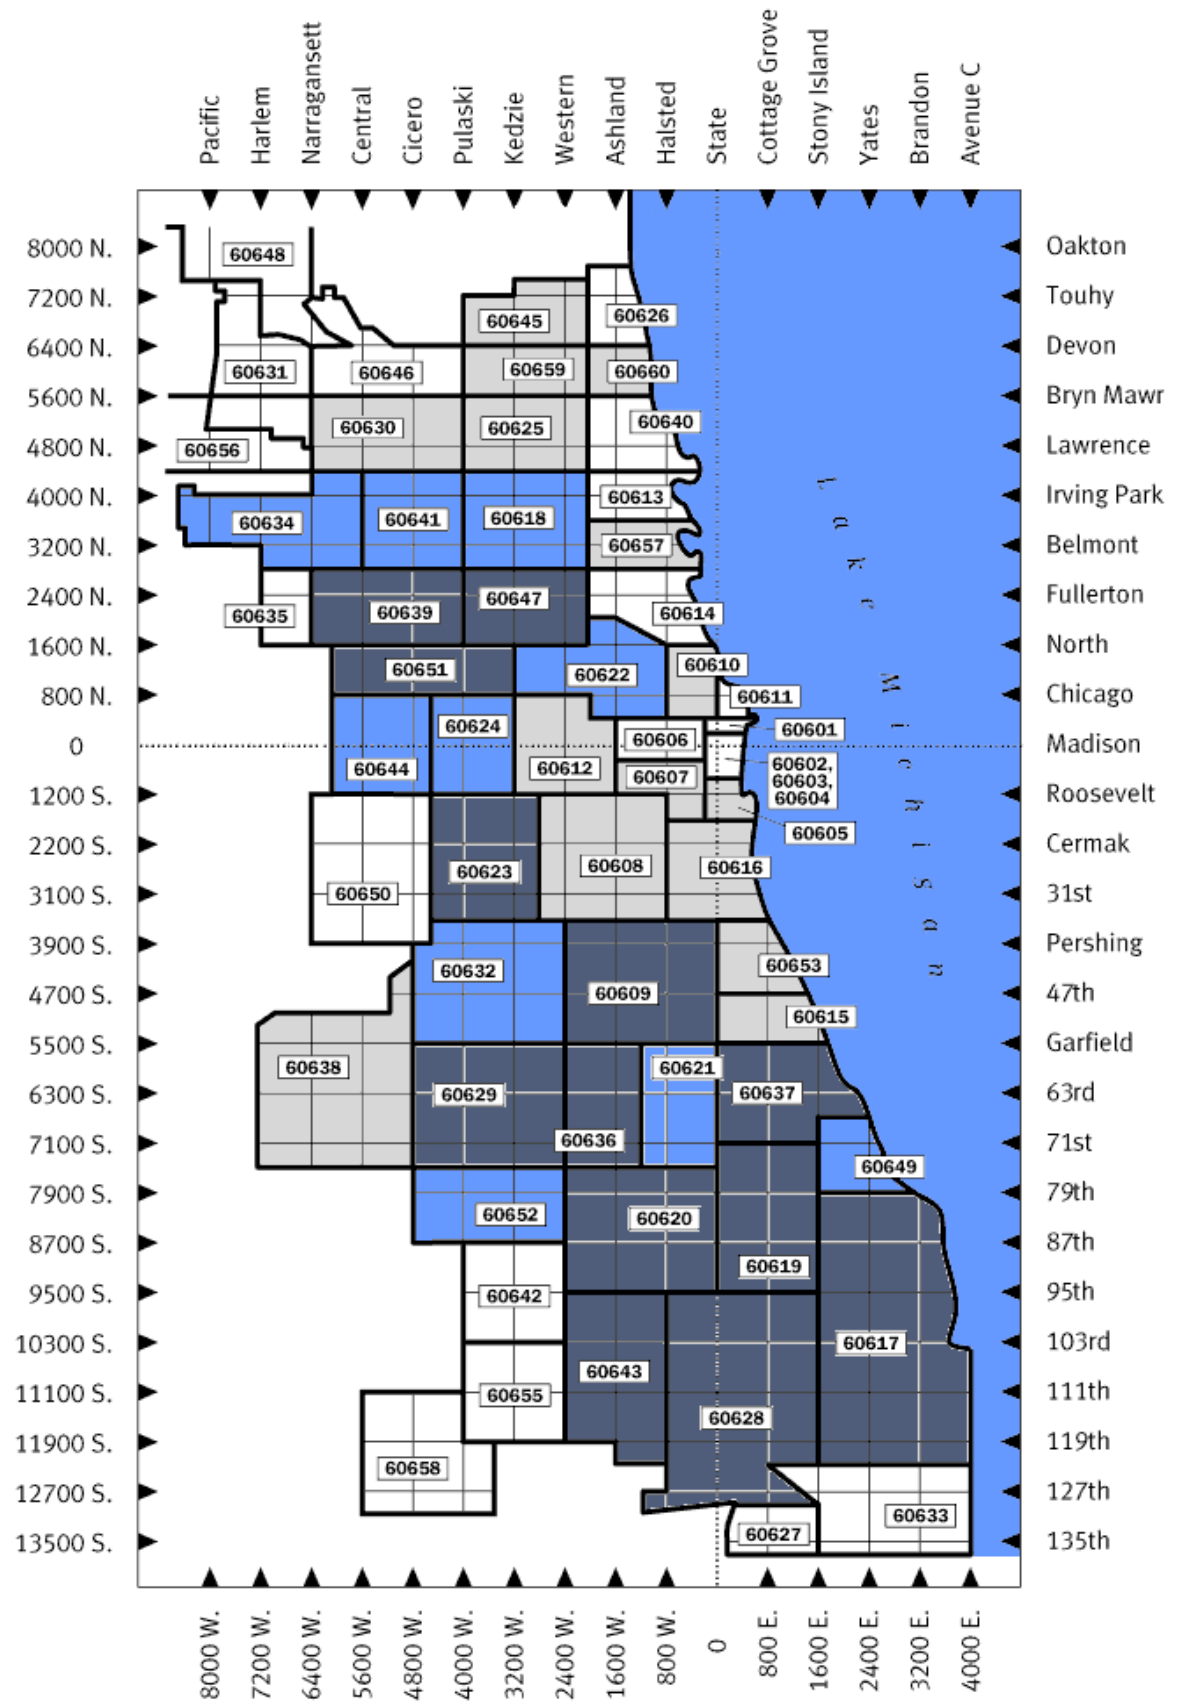 Pacific
Harlem
Narragansett
Central
Cicero
Pulaski
Kedzie
Western
Ashland
Halsted
State
Cottage Grove
Stony Island
Yates
Brandon
Avenue C
8000 N.
7200 N.
6400 N.
5600 N.
4800 N.
4000 N.
3200 N.
2400 N.
1600 N.
800 N.
0
1200 S.
2200 S.
3100 S.
3900 S.
4700 S.
5500 S.
6300 S.
7100 S.
7900 S.
8700 S.
9500 S.
10300 S.
11100 S.
11900 S.
12700 S.
13500 S.
60648
60645
60626
60631
60646
60659
60660
60630
60625
60640
60656
60634
60641
60618
60613
60657
60635
60639
60647
60614
60651
60622
60610
60611
60624
60606
60601
60644
60612
60607
60602,
60603,
60604
60605
60650
60623
60608
60616
60632
60609
60653
60615
60638
60629
60621
60637
60636
60649
60652
60620
60619
60642
60617
60643
60655
60628
60658
60633
60627
Lake Michigan
Oakton
Touhy
Devon
Bryn Mawr
Lawrence
Irving Park
Belmont
Fullerton
North
Chicago
Madison
Roosevelt
Cermak
31st
Pershing
47th
Garfield
63rd
71st
79th
87th
95th
103rd
111th
119th
127th
135th
8000 W.
7200 W.
6400 W.
5600 W.
4800 W.
4000 W.
3200 W.
2400 W.
1600 W.
800 W.
0
800 E.
1600 E.
2400 E.
3200 E.
4000 E.